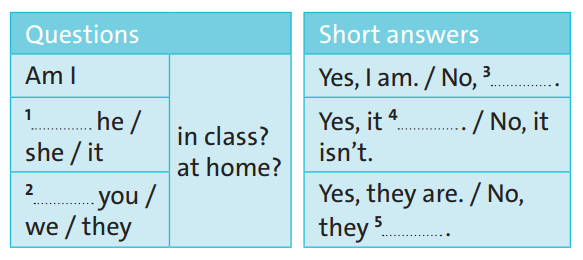 Questions
Am I
1.............. he /
she / it
2.............. you /
we / they
in class?
at home?
Short answers
Yes, I am. / No, 3.............. .
Yes, it 4.............. . / No, it
isn't.
Yes, they are. / No,
they 5.............. .